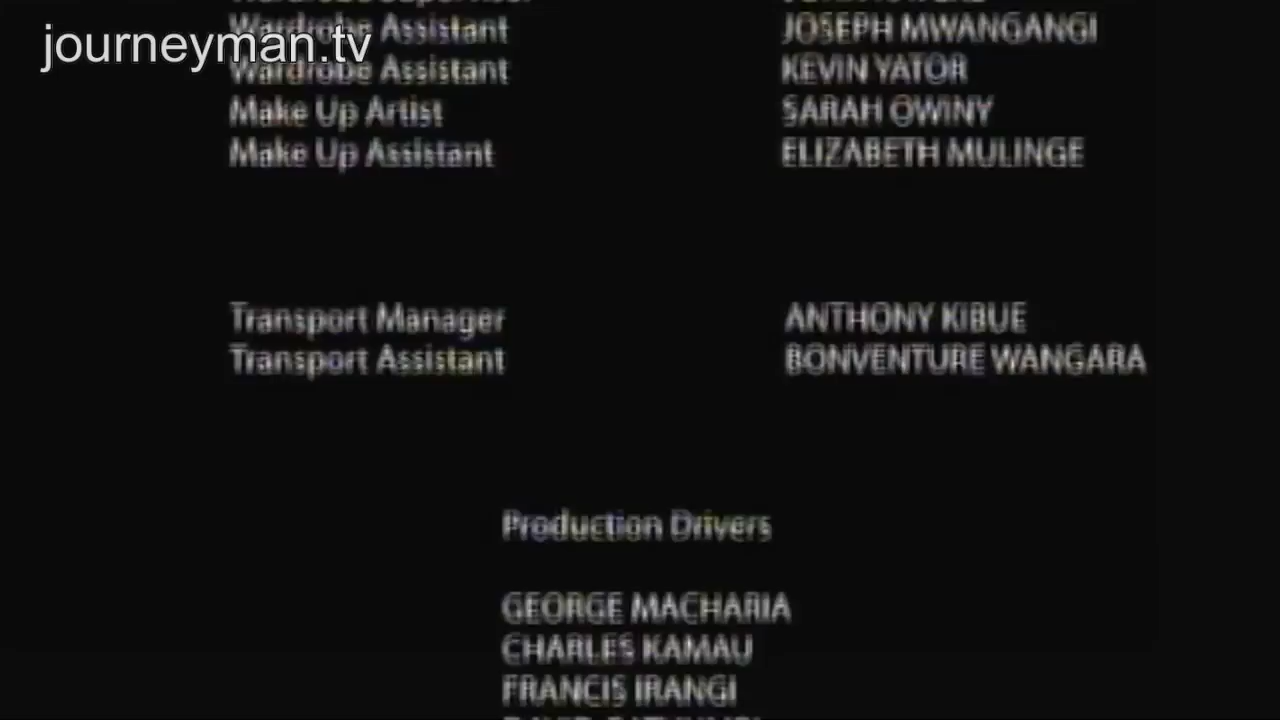 journeyman.tv
Wardrobe Assistant JOSEPH MWANGANGI
Wardrobe Assistant KEVIN YATOR
Make Up Artist SARAH OWINY
Make Up Assistant ELIZABETH MULINGE
Transport Manager ANTHONY KIBUE
Transport Assistant BONVENTURE WANGARA
Production Drivers
GEORGE MACHARIA
CHARLES KAMAU
FRANCIS IRANGI